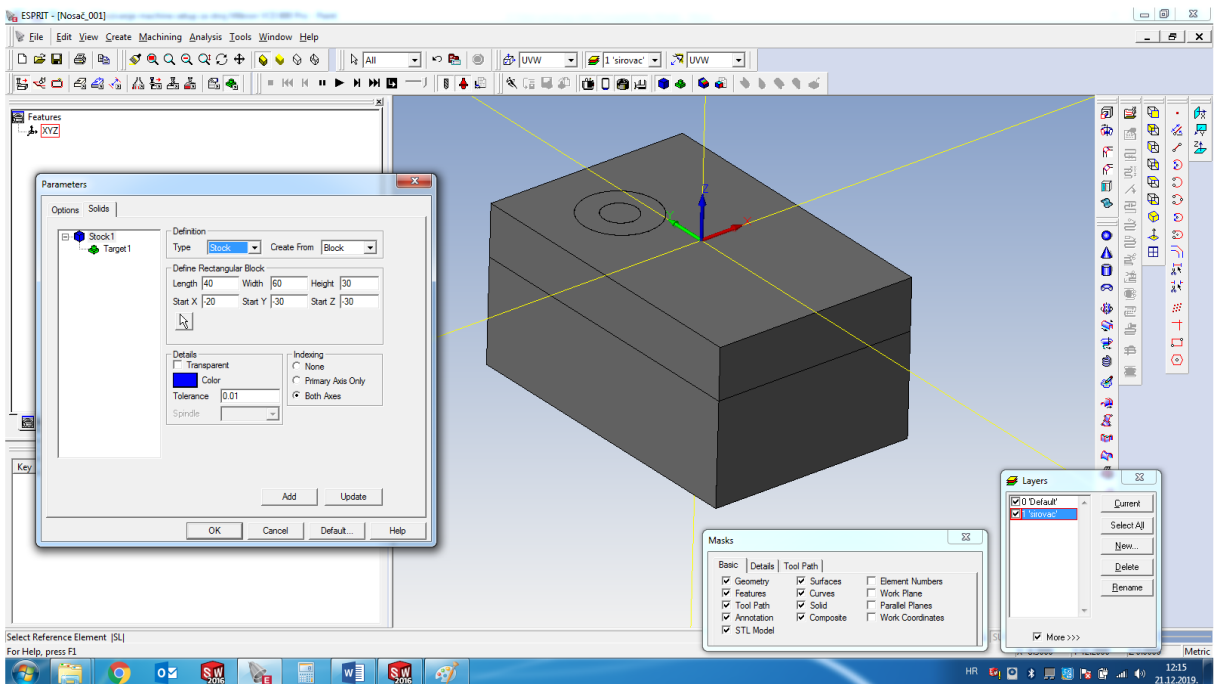 ESPRIT - [Nosač_001]
File Edit View Create Machining Analysis Tools Window Help
All UVW 1 'sirovac' UVW
Features
XYZ
Parameters
Options Solids
Stock1
Target1
Definition
Type Stock Create From Block
Define Rectangular Block
Length 40 Width 60 Height 30
Start X -20 Start Y -30 Start Z -30
Details
Transparent
Color
Tolerance 0.01
Spindle
Indexing
None
Primary Axis Only
Both Axes
Add Update
OK Cancel Default... Help
Key
Z
X
Layers
0 'Default'
1 'sirovac'
Current
Select All
New...
Delete
Rename
More >>>
Masks
Basic Details Tool Path
Geometry Surfaces Element Numbers
Features Curves Work Plane
Tool Path Solid Parallel Planes
Annotation Composite Work Coordinates
STL Model
Select Reference Element |SL|
For Help, press F1
Metric
HR
12:15
21.12.2019.